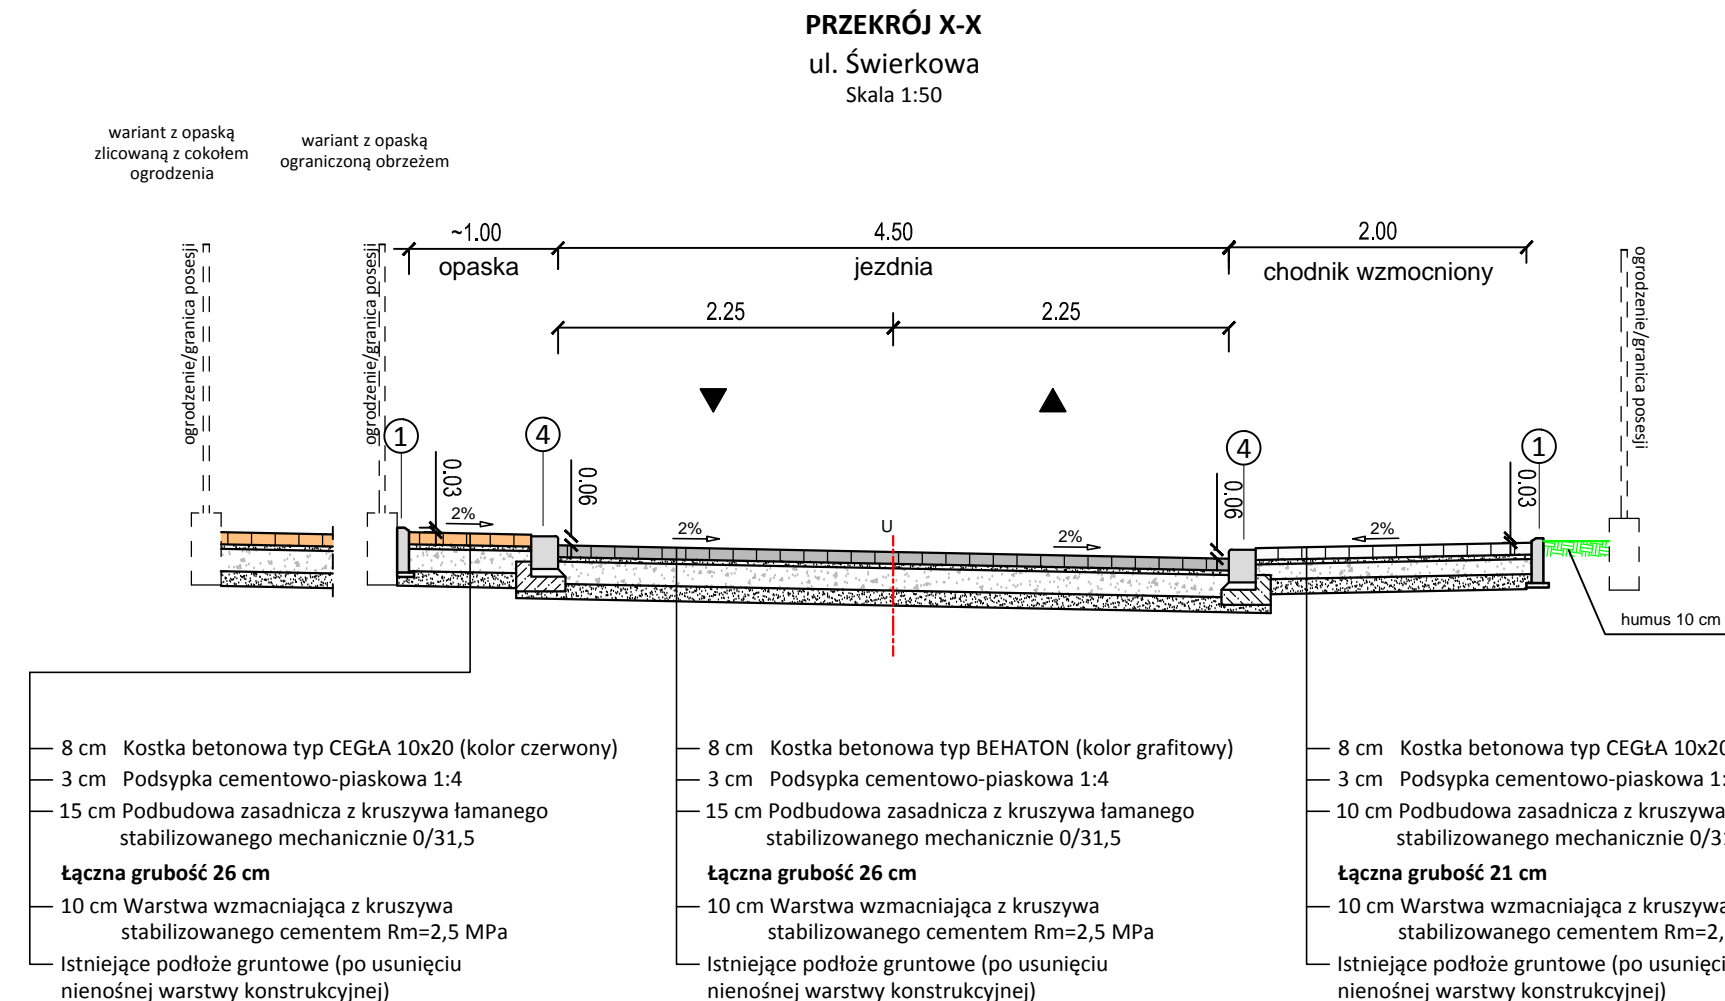 PRZEKRÓJ X-X
ul. Świerkowa
Skala 1:50
wariant z opaską
zlicowaną z cokołem
ogrodzenia
wariant z opaską
ograniczoną obrzeżem
~1.00
4.50
2.00
opaska
jezdnia
chodnik wzmocniony
2.25
2.25
ogrodzenie/granica posesji
ogrodzenie/granica posesji
ogrodzenie/granica posesji
1
4
4
1
0.03
0.06
0.06
0.03
2%
2%
U
2%
2%
humus 10 cm
8 cm Kostka betonowa typ CEGŁA 10x20 (kolor czerwony)
3 cm Podsypka cementowo-piaskowa 1:4
15 cm Podbudowa zasadnicza z kruszywa łamanego
stabilizowanego mechanicznie 0/31,5
Łączna grubość 26 cm
10 cm Warstwa wzmacniająca z kruszywa
stabilizowanego cementem Rm=2,5 MPa
Istniejące podłoże gruntowe (po usunięciu
nienośnej warstwy konstrukcyjnej)
8 cm Kostka betonowa typ BEHATON (kolor grafitowy)
3 cm Podsypka cementowo-piaskowa 1:4
15 cm Podbudowa zasadnicza z kruszywa łamanego
stabilizowanego mechanicznie 0/31,5
Łączna grubość 26 cm
10 cm Warstwa wzmacniająca z kruszywa
stabilizowanego cementem Rm=2,5 MPa
Istniejące podłoże gruntowe (po usunięciu
nienośnej warstwy konstrukcyjnej)
8 cm Kostka betonowa typ CEGŁA 10x20
3 cm Podsypka cementowo-piaskowa 1:
10 cm Podbudowa zasadnicza z kruszywa
stabilizowanego mechanicznie 0/31
Łączna grubość 21 cm
10 cm Warstwa wzmacniająca z kruszywa
stabilizowanego cementem Rm=2,
Istniejące podłoże gruntowe (po usunięci
nienośnej warstwy konstrukcyjnej)